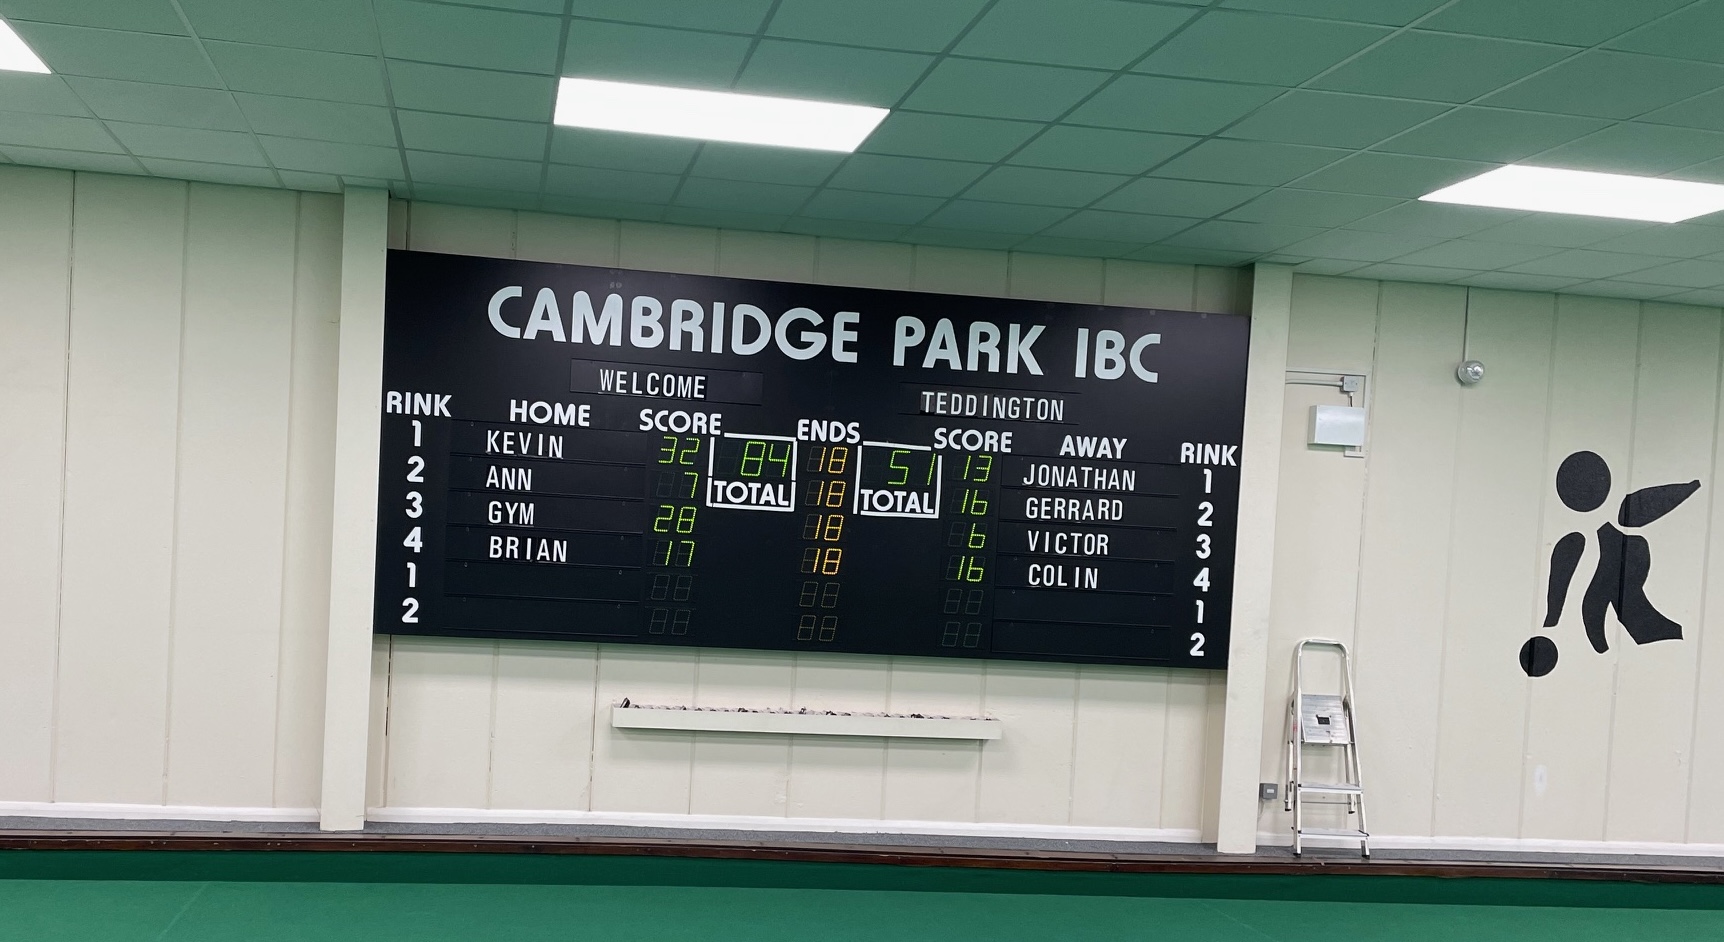 CAMBRIDGE PARK IBC
WELCOME TEDDINGTON
RINK HOME SCORE ENDS SCORE AWAY RINK
1 KEVIN 32 84 18 51 13 JONATHAN 1
2 ANN 7 TOTAL 18 TOTAL 16 GERRARD 2
3 GYM 28 18 6 VICTOR 3
4 BRIAN 17 18 16 COLIN 4
1 1
2 2